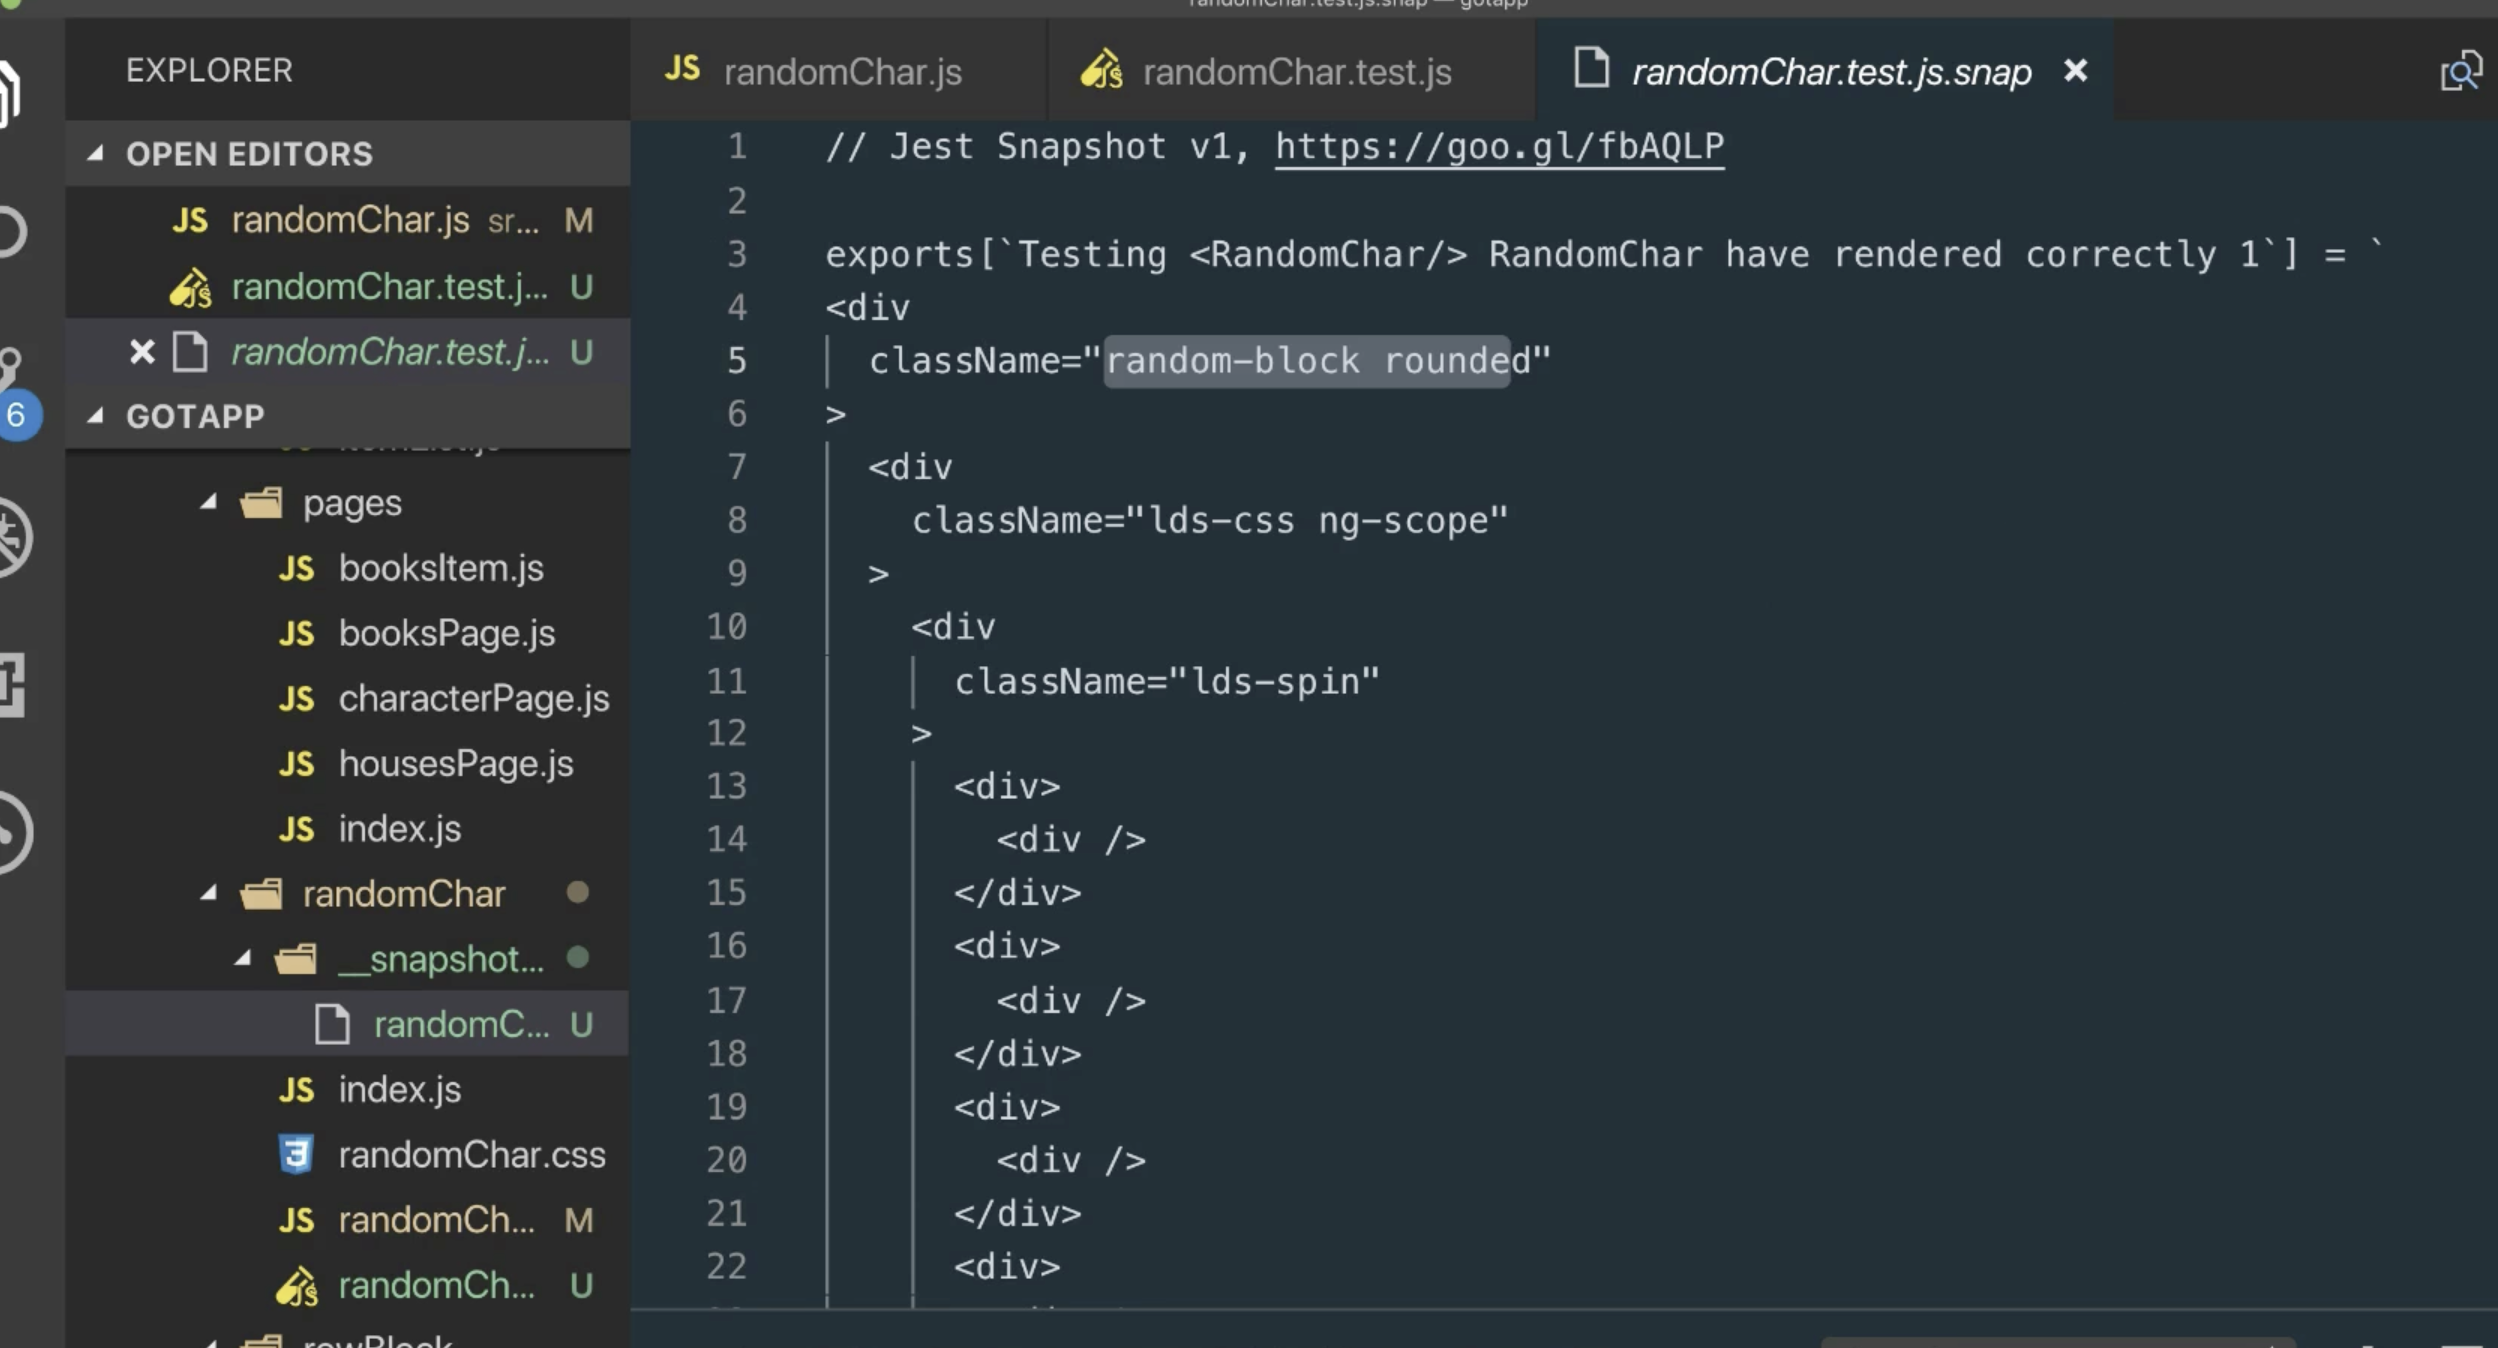 randomChar.test.js.snap — gotapp
EXPLORER
OPEN EDITORS
JS randomChar.js sr... M
JS randomChar.test.j... U
randomChar.test.j... U
6
GOTAPP
pages
JS booksItem.js
JS booksPage.js
JS characterPage.js
JS housesPage.js
JS index.js
randomChar
__snapshot...
randomC... U
JS index.js
3 randomChar.css
JS randomCh... M
JS randomCh... U
JS randomChar.js
JS randomChar.test.js
randomChar.test.js.snap
1 // Jest Snapshot v1, https://goo.gl/fbAQLP
2
3 exports[`Testing <RandomChar/> RandomChar have rendered correctly 1`] = `
4 <div
5 className="random-block rounded"
6 >
7 <div
8 className="lds-css ng-scope"
9 >
10 <div
11 className="lds-spin"
12 >
13 <div>
14 <div />
15 </div>
16 <div>
17 <div />
18 </div>
19 <div>
20 <div />
21 </div>
22 <div>